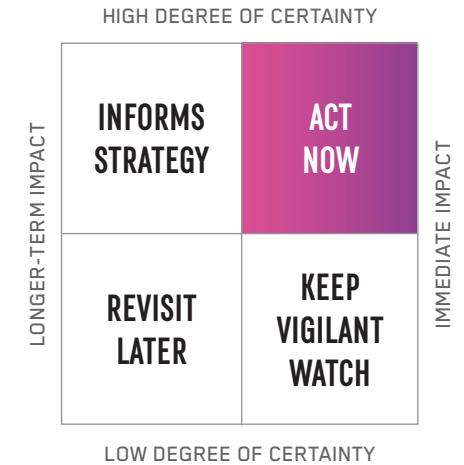 HIGH DEGREE OF CERTAINTY
LONGER-TERM IMPACT
INFORMS
STRATEGY
ACT
NOW
IMMEDIATE IMPACT
REVISIT
LATER
KEEP
VIGILANT
WATCH
LOW DEGREE OF CERTAINTY